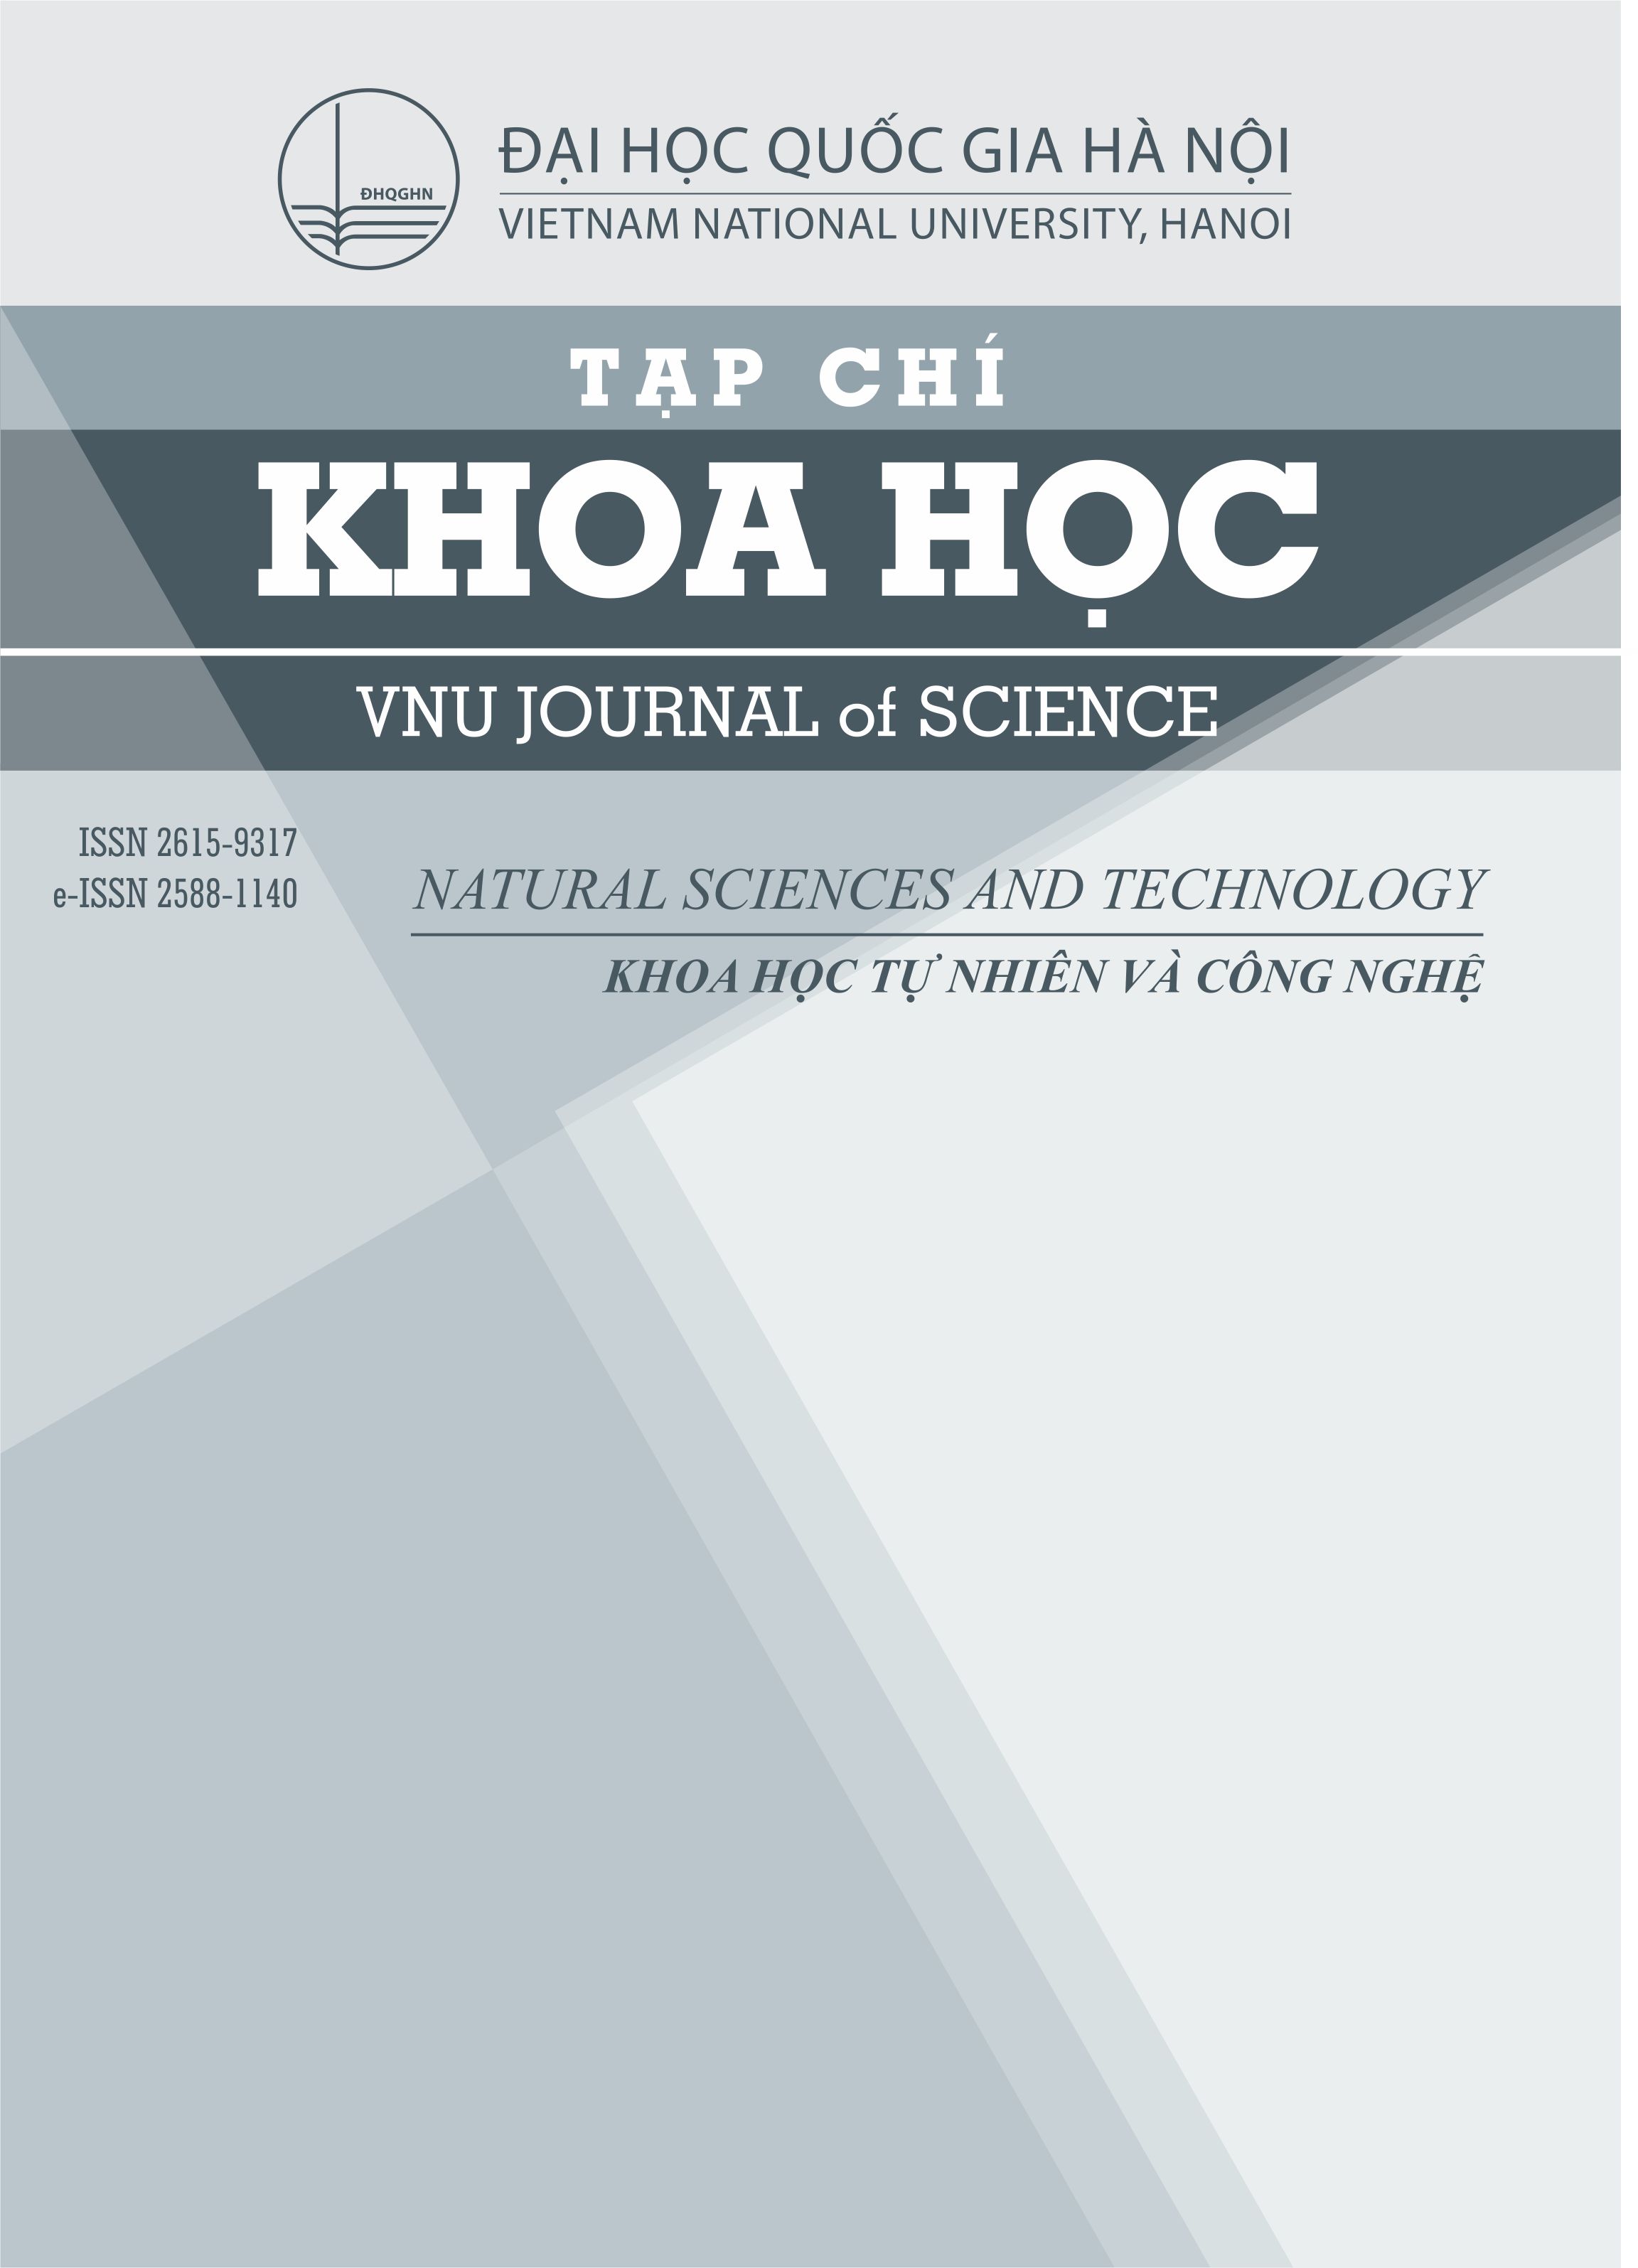 ĐHQGHN
ĐẠI HỌC QUỐC GIA HÀ NỘI
VIETNAM NATIONAL UNIVERSITY, HANOI
TẠP CHÍ
KHOA HỌC
VNU JOURNAL of SCIENCE
ISSN 2615-9317
e-ISSN 2588-1140
NATURAL SCIENCES AND TECHNOLOGY
KHOA HỌC TỰ NHIÊN VÀ CÔNG NGHỆ